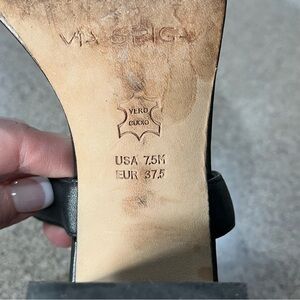 VIA SPIGA
VERO
CUOIO
USA 7.5M
EUR 37.5